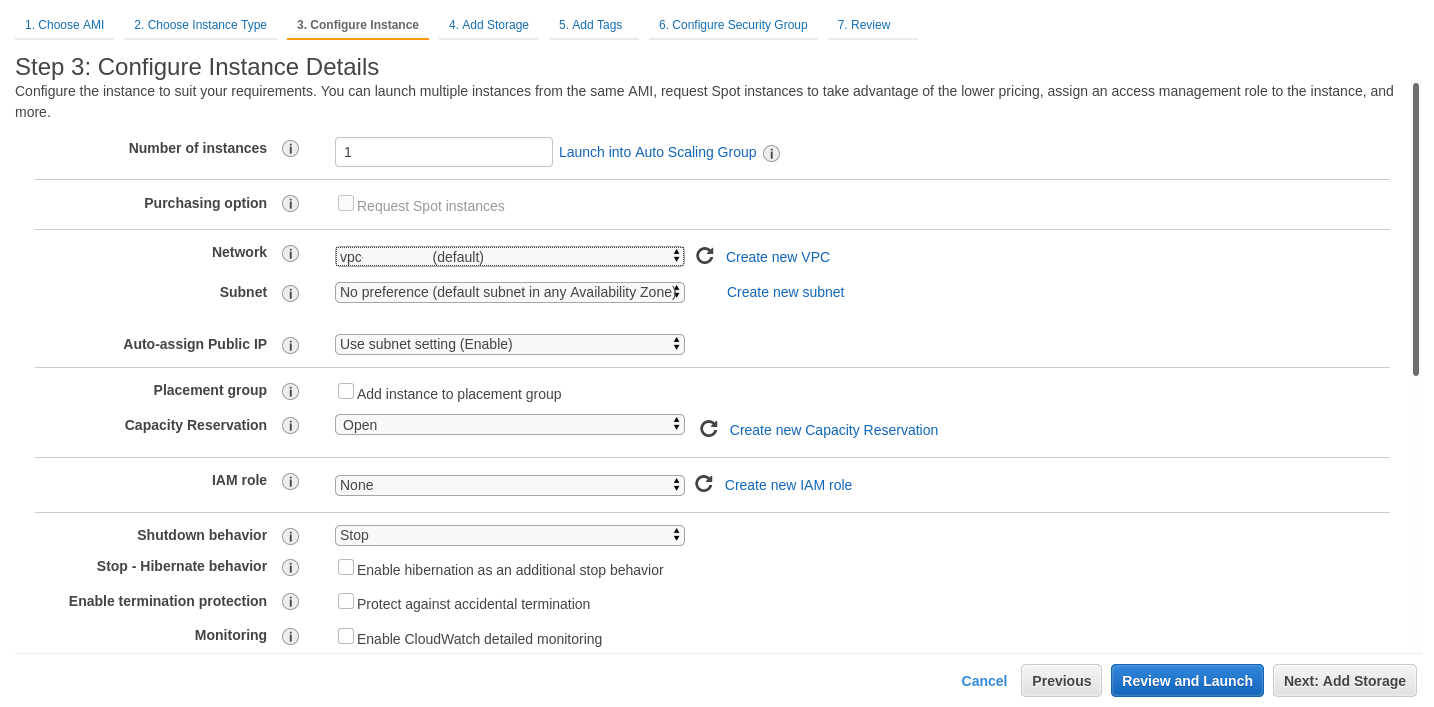 1. Choose AMI 2. Choose Instance Type 3. Configure Instance 4. Add Storage 5. Add Tags 6. Configure Security Group 7. Review
Step 3: Configure Instance Details
Configure the instance to suit your requirements. You can launch multiple instances from the same AMI, request Spot instances to take advantage of the lower pricing, assign an access management role to the instance, and
more.
Number of instances i 1 Launch into Auto Scaling Group i
Purchasing option i Request Spot instances
Network i vpc (default) Create new VPC
Subnet i No preference (default subnet in any Availability Zone) Create new subnet
Auto-assign Public IP i Use subnet setting (Enable)
Placement group i Add instance to placement group
Capacity Reservation i Open Create new Capacity Reservation
IAM role i None Create new IAM role
Shutdown behavior i Stop
Stop - Hibernate behavior i Enable hibernation as an additional stop behavior
Enable termination protection i Protect against accidental termination
Monitoring i Enable CloudWatch detailed monitoring
Cancel Previous Review and Launch Next: Add Storage